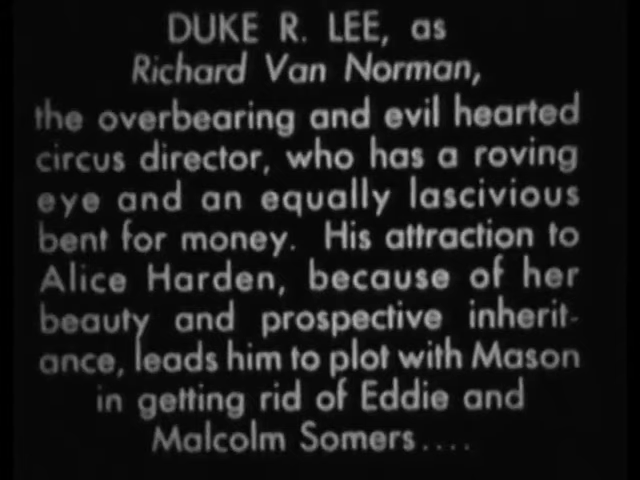 DUKE R. LEE, as
Richard Van Norman,
the overbearing and evil hearted
circus director, who has a roving
eye and an equally lascivious
bent for money. His attraction to
Alice Harden, because of her
beauty and prospective inherit-
ance, leads him to plot with Mason
in getting rid of Eddie and
Malcolm Somers....